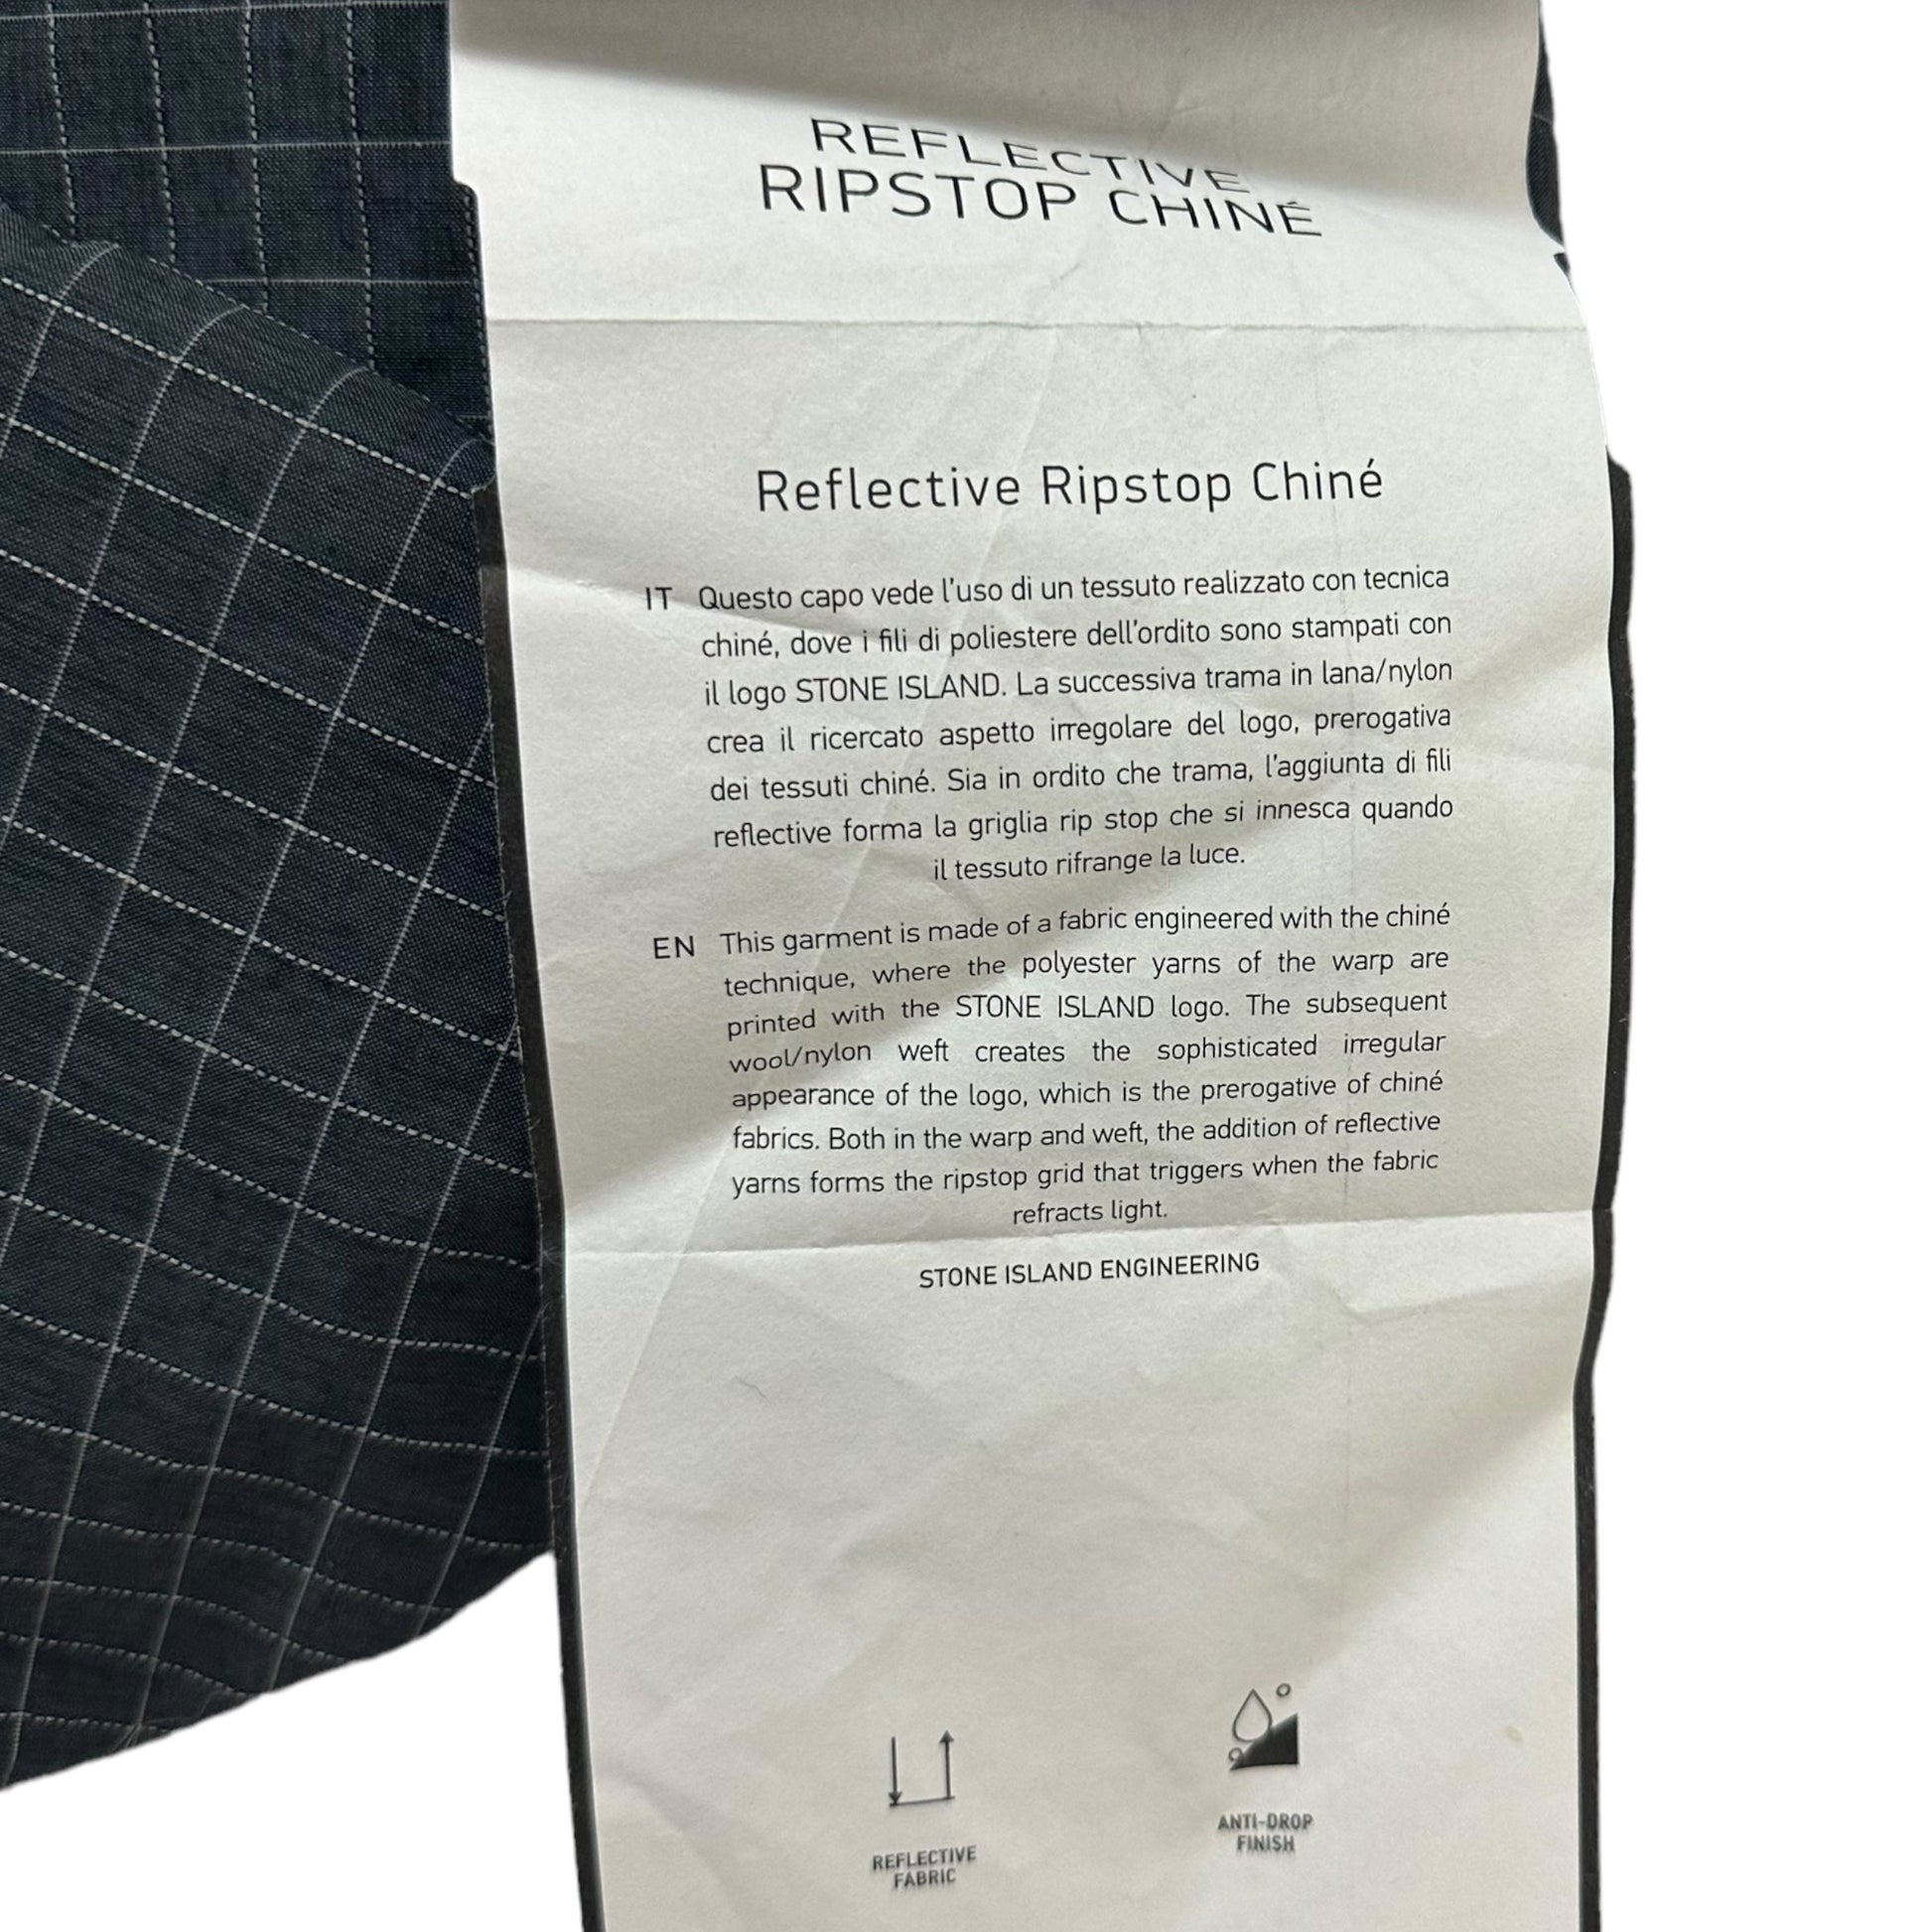 REFLECTIVE
RIPSTOP CHINÉ
Reflective Ripstop Chiné
IT Questo capo vede l'uso di un tessuto realizzato con tecnica
chiné, dove i fili di poliestere dell'ordito sono stampati con
il logo STONE ISLAND. La successiva trama in lana/nylon
crea il ricercato aspetto irregolare del logo, prerogativa
dei tessuti chiné. Sia in ordito che trama, l'aggiunta di fili
reflective forma la griglia rip stop che si innesca quando
il tessuto rifrange la luce.
EN This garment is made of a fabric engineered with the chiné
technique, where the polyester yarns of the warp are
printed with the STONE ISLAND logo. The subsequent
wool/nylon weft creates the sophisticated irregular
appearance of the logo, which is the prerogative of chiné
fabrics. Both in the warp and weft, the addition of reflective
yarns forms the ripstop grid that triggers when the fabric
refracts light.
STONE ISLAND ENGINEERING
REFLECTIVE
FABRIC
ANTI-DROP
FINISH